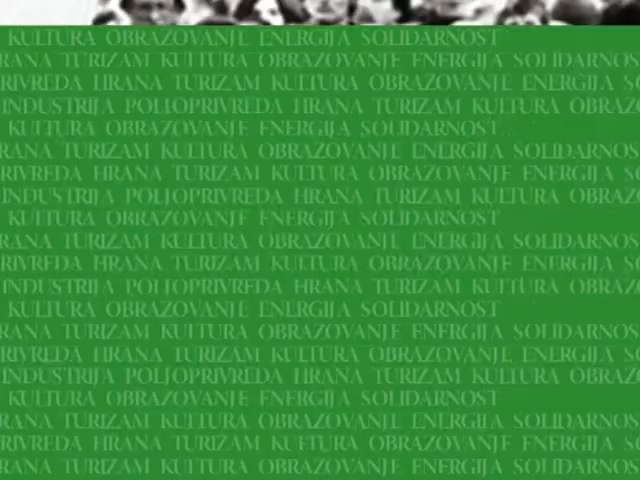 KULTURA OBRAZOVANJE ENERGIJA SOLIDARNOST
RANA TURIZAM KULTURA OBRAZOVANJE ENERGIJA SOLIDARNOS
PRIVREDA HRANA TURIZAM KULTURA OBRAZOVANJE ENERGIJA SO
INDUSTRIJA POLJOPRIVREDA HRANA TURIZAM KULTURA OBRAZO
KULTURA OBRAZOVANJE ENERGIJA SOLIDARNOST...
RANA TURIZAM KULTURA OBRAZOVANJE ENERGIJA SOLIDARNOS
PRIVREDA HRANA TURIZAM KULTURA OBRAZOVANJE ENERGIJA SO
INDUSTRIJA POLJOPRIVREDA HRANA TURIZAM KULTURA OBRAZO
KULTURA OBRAZOVANJE ENERGIJA SOLIDARNOST
RANA TURIZAM KULTURA OBRAZOVANJE ENERGIJA SOLIDARNOS
PRIVREDA HRANA TURIZAM KULTURA OBRAZOVANJE ENERGIJA SO
INDUSTRIJA POLJOPRIVREDA HRANA TURIZAM KULTURA OBRAZO
KULTURA OBRAZOVANJE ENERGIJA SOLIDARNOST
RANA TURIZAM KULTURA OBRAZOVANJE ENERGIJA SOLIDARNOS
PRIVREDA HRANA TURIZAM KULTURA OBRAZOVANJE ENERGIJA SO
INDUSTRIJA POLJOPRIVREDA HRANA TURIZAM KULTURA OBRAZO
KULTURA OBRAZOVANJE ENERGIJA SOLIDARNOST
RANA TURIZAM KULTURA OBRAZOVANJE ENERGIJA SOLIDARNOS
PRIVREDA HRANA TURIZAM KULTURA OBRAZOVANJE ENERGIJA SO
RANA TURIZAM KULTURA OBRAZOVANJE ENERGIJA SOLIDARNOS